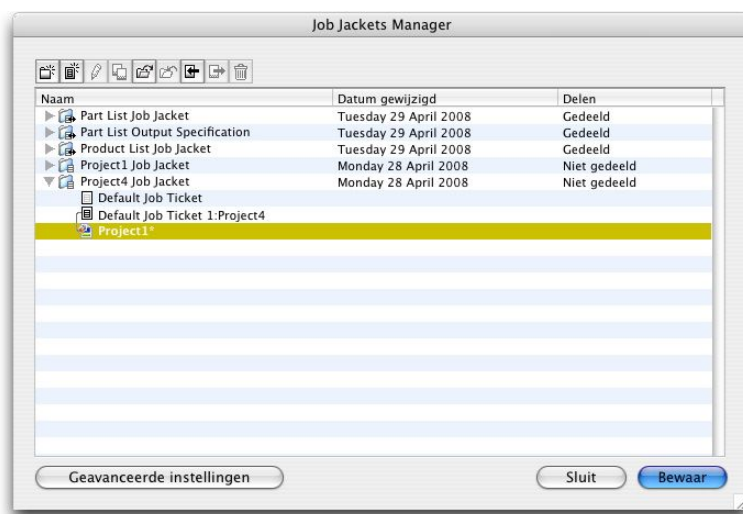 Job Jackets Manager
Naam Datum gewijzigd Delen
Part List Job Jacket Tuesday 29 April 2008 Gedeeld
Part List Output Specification Tuesday 29 April 2008 Gedeeld
Product List Job Jacket Tuesday 29 April 2008 Gedeeld
Project1 Job Jacket Monday 28 April 2008 Niet gedeeld
Project4 Job Jacket Monday 28 April 2008 Niet gedeeld
Default Job Ticket
Default Job Ticket 1:Project4
Project1*
Geavanceerde instellingen Sluit Bewaar